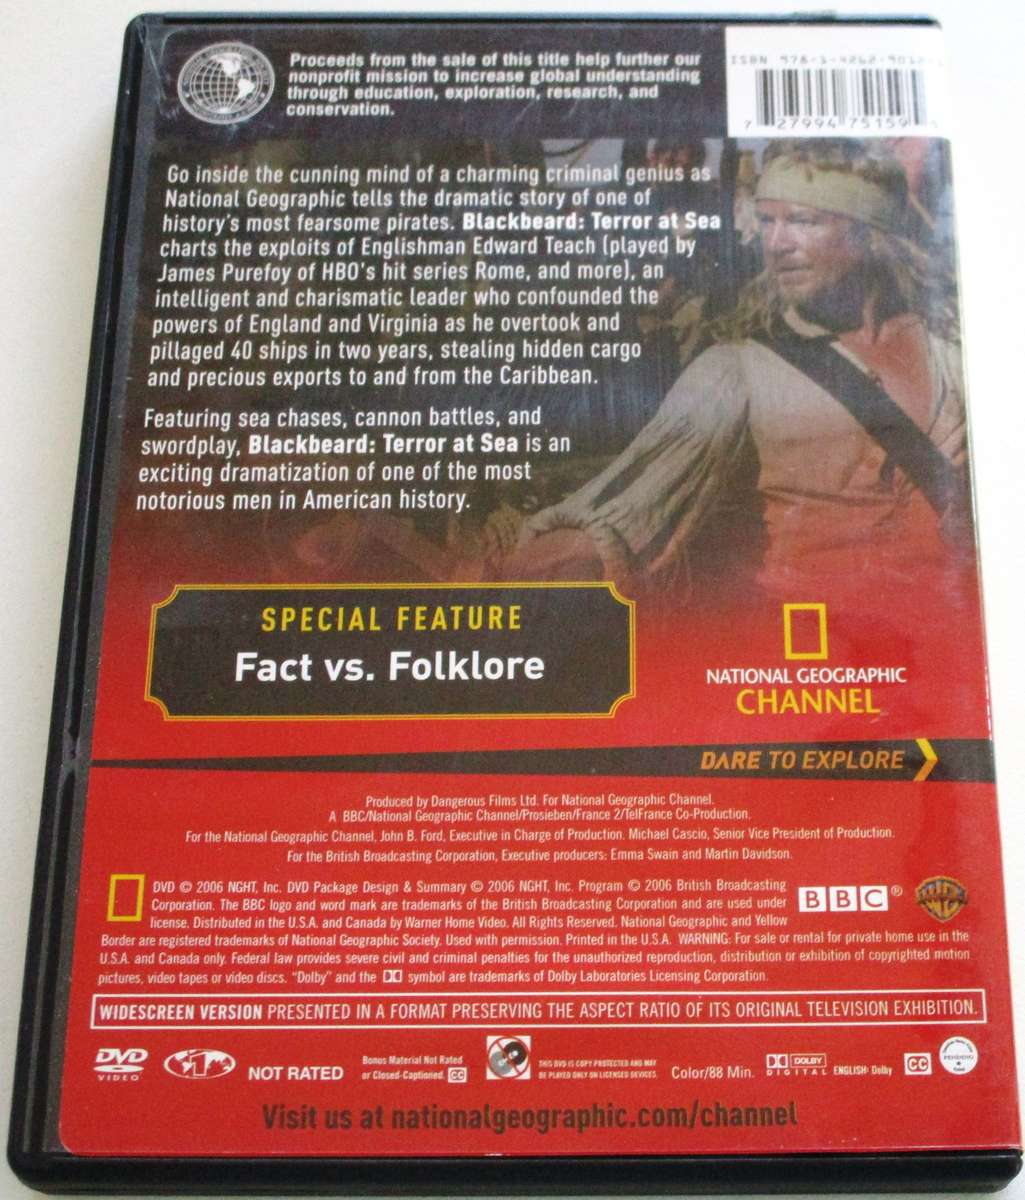 Proceeds from the sale of this title help further our
nonprofit mission to increase global understanding
through education, exploration, research, and
conservation.
ISBN 978-1-4262-9012
7 27994 75159
Go inside the cunning mind of a charming criminal genius as
National Geographic tells the dramatic story of one of
history's most fearsome pirates. Blackbeard: Terror at Sea
charts the exploits of Englishman Edward Teach (played by
James Purefoy of HBO's hit series Rome, and more), an
intelligent and charismatic leader who confounded the
powers of England and Virginia as he overtook and
pillaged 40 ships in two years, stealing hidden cargo
and precious exports to and from the Caribbean.
Featuring sea chases, cannon battles, and
swordplay, Blackbeard: Terror at Sea is an
exciting dramatization of one of the most
notorious men in American history.
SPECIAL FEATURE
Fact vs. Folklore
NATIONAL GEOGRAPHIC
CHANNEL
DARE TO EXPLORE
Produced by Dangerous Films Ltd. For National Geographic Channel.
A BBC/National Geographic Channel/Prosieben/France 2/TelFrance Co-Production.
For the National Geographic Channel, John B. Ford, Executive in Charge of Production. Michael Cascio, Senior Vice President of Production.
For the British Broadcasting Corporation, Executive producers: Emma Swain and Martin Davidson.
DVD © 2006 NGHT, Inc. DVD Package Design & Summary © 2006 NGHT, Inc. Program © 2006 British Broadcasting
Corporation. The BBC logo and word mark are trademarks of the British Broadcasting Corporation and are used under
license. Distributed in the U.S.A. and Canada by Warner Home Video. All Rights Reserved. National Geographic and Yellow
Border are registered trademarks of National Geographic Society. Used with permission. Printed in the U.S.A. WARNING: For sale or rental for private home use in the
U.S.A. and Canada only. Federal law provides severe civil and criminal penalties for the unauthorized reproduction, distribution or exhibition of copyrighted motion
pictures, video tapes or video discs. "Dolby" and the DD symbol are trademarks of Dolby Laboratories Licensing Corporation.
BBC®
WIDESCREEN VERSION PRESENTED IN A FORMAT PRESERVING THE ASPECT RATIO OF ITS ORIGINAL TELEVISION EXHIBITION.
DVD
VIDEO
1
NOT RATED
Bonus Material Not Rated
or Closed-Captioned. CC
THIS DVD IS COPY PROTECTED AND MAY
BE PLAYED ONLY ON LICENSED DEVICES.
Color/88 Min.
DOLBY
DIGITAL
ENGLISH: Dolby
CC
PENDING
Visit us at nationalgeographic.com/channel